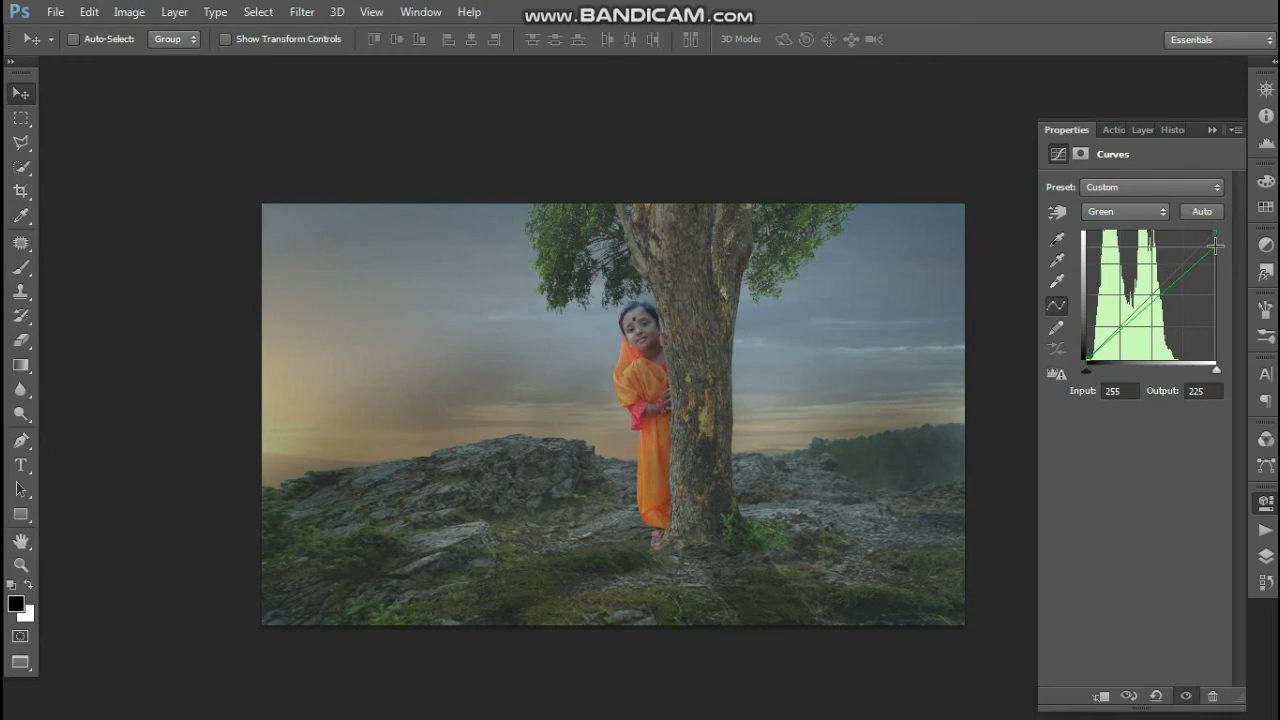 Ps File Edit Image Layer Type Select Filter 3D View Window Help
www.BANDICAM.com
Auto-Select: Group Show Transform Controls 3D Mode: Essentials
Properties Actic Layer Histo
Curves
Preset: Custom
Green Auto
Input: 255 Output: 225